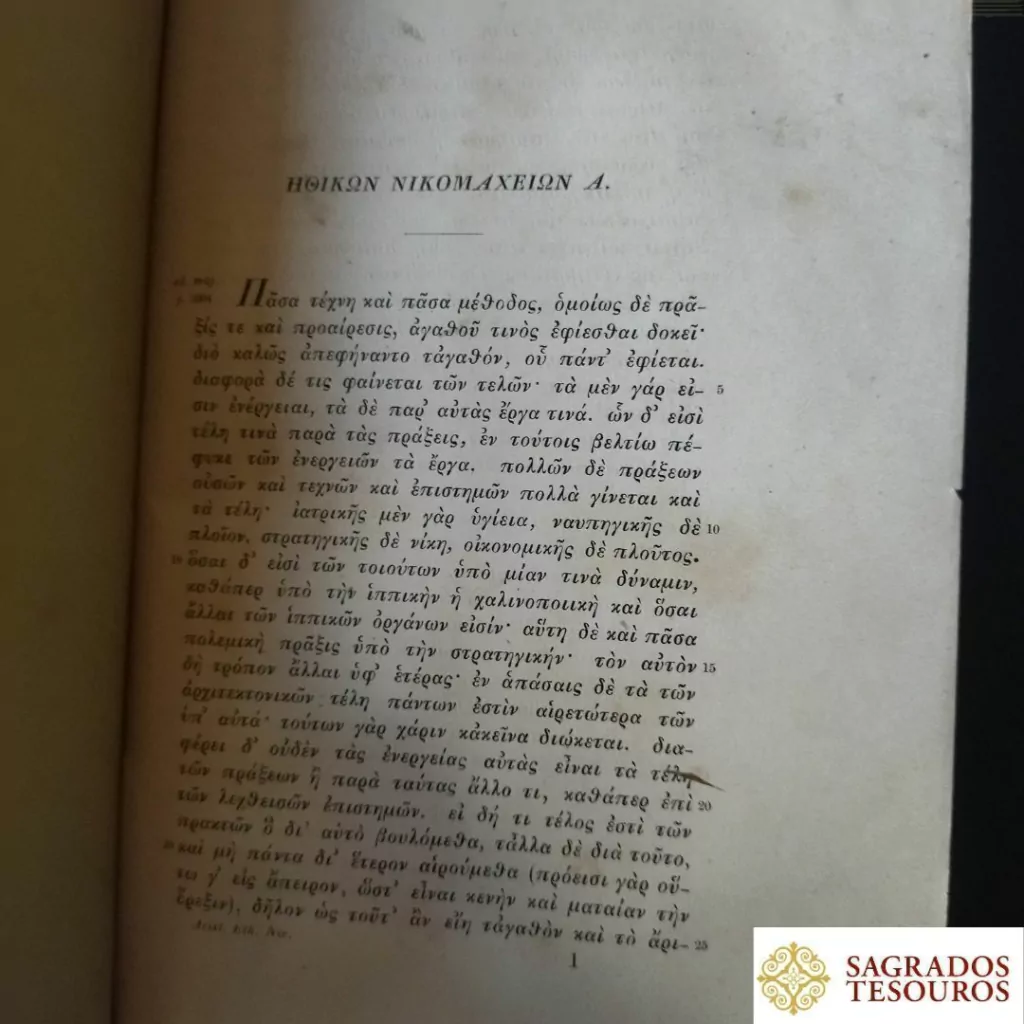 ΗΘΙΚΩΝ ΝΙΚΟΜΑΧΕΙΩΝ Α.
Πᾶσα τέχνη καὶ πᾶσα μέθοδος, ὁμοίως δὲ πρᾶ-
ξίς τε καὶ προαίρεσις, ἀγαθοῦ τινὸς ἐφίεσθαι δοκεῖ·
διὸ καλῶς ἀπεφήναντο τἀγαθόν, οὗ πάντ' ἐφίεται.
διαφορὰ δέ τις φαίνεται τῶν τελῶν· τὰ μὲν γάρ εἰ- 5
σιν ἐνέργειαι, τὰ δὲ παρ' αὐτὰς ἔργα τινά. ὧν δ' εἰσὶ
τέλη τινὰ παρὰ τὰς πράξεις, ἐν τούτοις βελτίω πέ-
φυκε τῶν ἐνεργειῶν τὰ ἔργα. πολλῶν δὲ πράξεων
οὐσῶν καὶ τεχνῶν καὶ ἐπιστημῶν πολλὰ γίνεται καὶ
τὰ τέλη· ἰατρικῆς μὲν γὰρ ὑγίεια, ναυπηγικῆς δὲ 10
πλοῖον, στρατηγικῆς δὲ νίκη, οἰκονομικῆς δὲ πλοῦτος.
ὅσαι δ' εἰσὶ τῶν τοιούτων ὑπὸ μίαν τινὰ δύναμιν,
καθάπερ ὑπὸ τὴν ἱππικὴν ἡ χαλινοποιικὴ καὶ ὅσαι
ἄλλαι τῶν ἱππικῶν ὀργάνων εἰσίν· αὕτη δὲ καὶ πᾶσα
πολεμικὴ πρᾶξις ὑπὸ τὴν στρατηγικήν· τὸν αὐτὸν 15
δὴ τρόπον ἄλλαι ὑφ' ἑτέρας· ἐν ἁπάσαις δὲ τὰ τῶν
ἀρχιτεκτονικῶν τέλη πάντων ἐστὶν αἱρετώτερα τῶν
ὑπ' αὐτά· τούτων γὰρ χάριν κἀκεῖνα διώκεται. δια-
φέρει δ' οὐδὲν τὰς ἐνεργείας αὐτὰς εἶναι τὰ τέλη
τῶν πράξεων ἢ παρὰ ταύτας ἄλλο τι, καθάπερ ἐπὶ 20
τῶν λεχθεισῶν ἐπιστημῶν. εἰ δή τι τέλος ἐστὶ τῶν
πρακτῶν ὃ δι' αὑτὸ βουλόμεθα, τἆλλα δὲ διὰ τοῦτο,
καὶ μὴ πάντα δι' ἕτερον αἱρούμεθα (πρόεισι γὰρ οὕ-
τω γ' εἰς ἄπειρον, ὥστ' εἶναι κενὴν καὶ ματαίαν τὴν
ὄρεξιν), δῆλον ὡς τοῦτ' ἂν εἴη τἀγαθὸν καὶ τὸ ἄρι- 25
1
SAGRADOS
TESOUROS